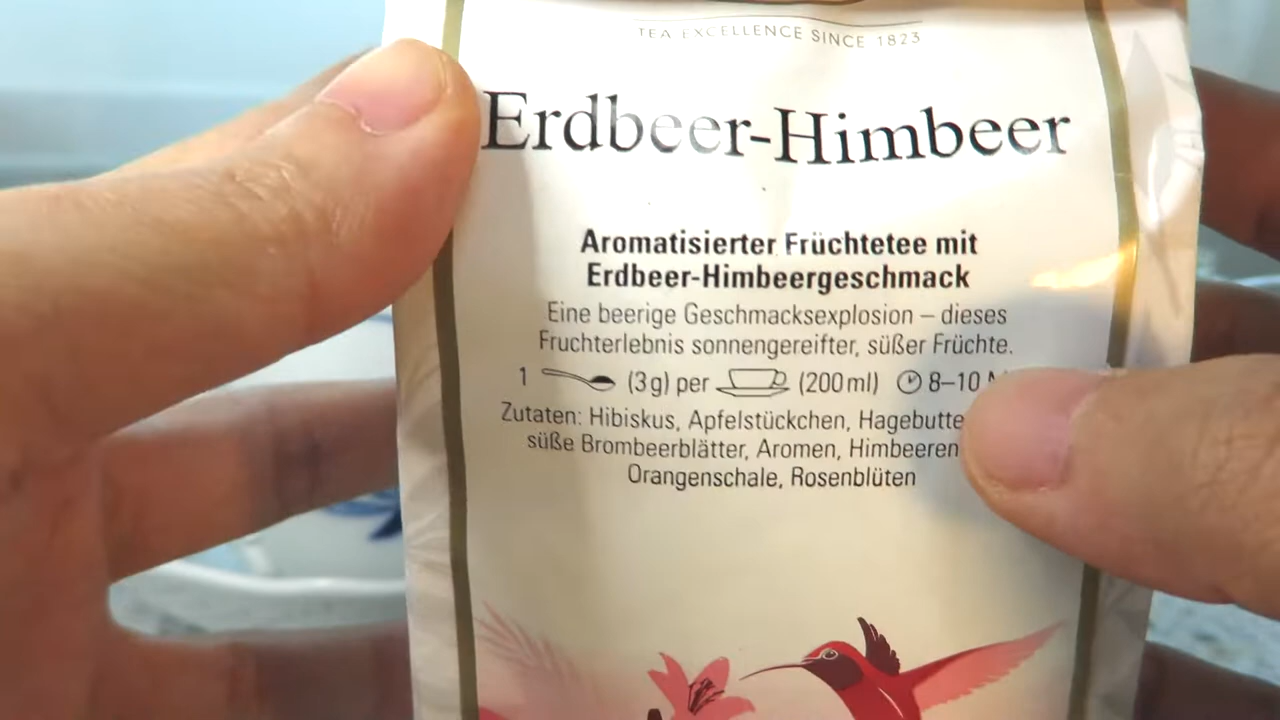 TEA EXCELLENCE SINCE 1823
Erdbeer-Himbeer
Aromatisierter Früchtetee mit
Erdbeer-Himbeergeschmack
Eine beerige Geschmacksexplosion – dieses
Fruchterlebnis sonnengereifter, süßer Früchte.
1 (3g) per (200ml) 8–10
Zutaten: Hibiskus, Apfelstückchen,
süße Brombeerblätter, Aromen, Himbeeren
Orangenschale, Rosenblüten